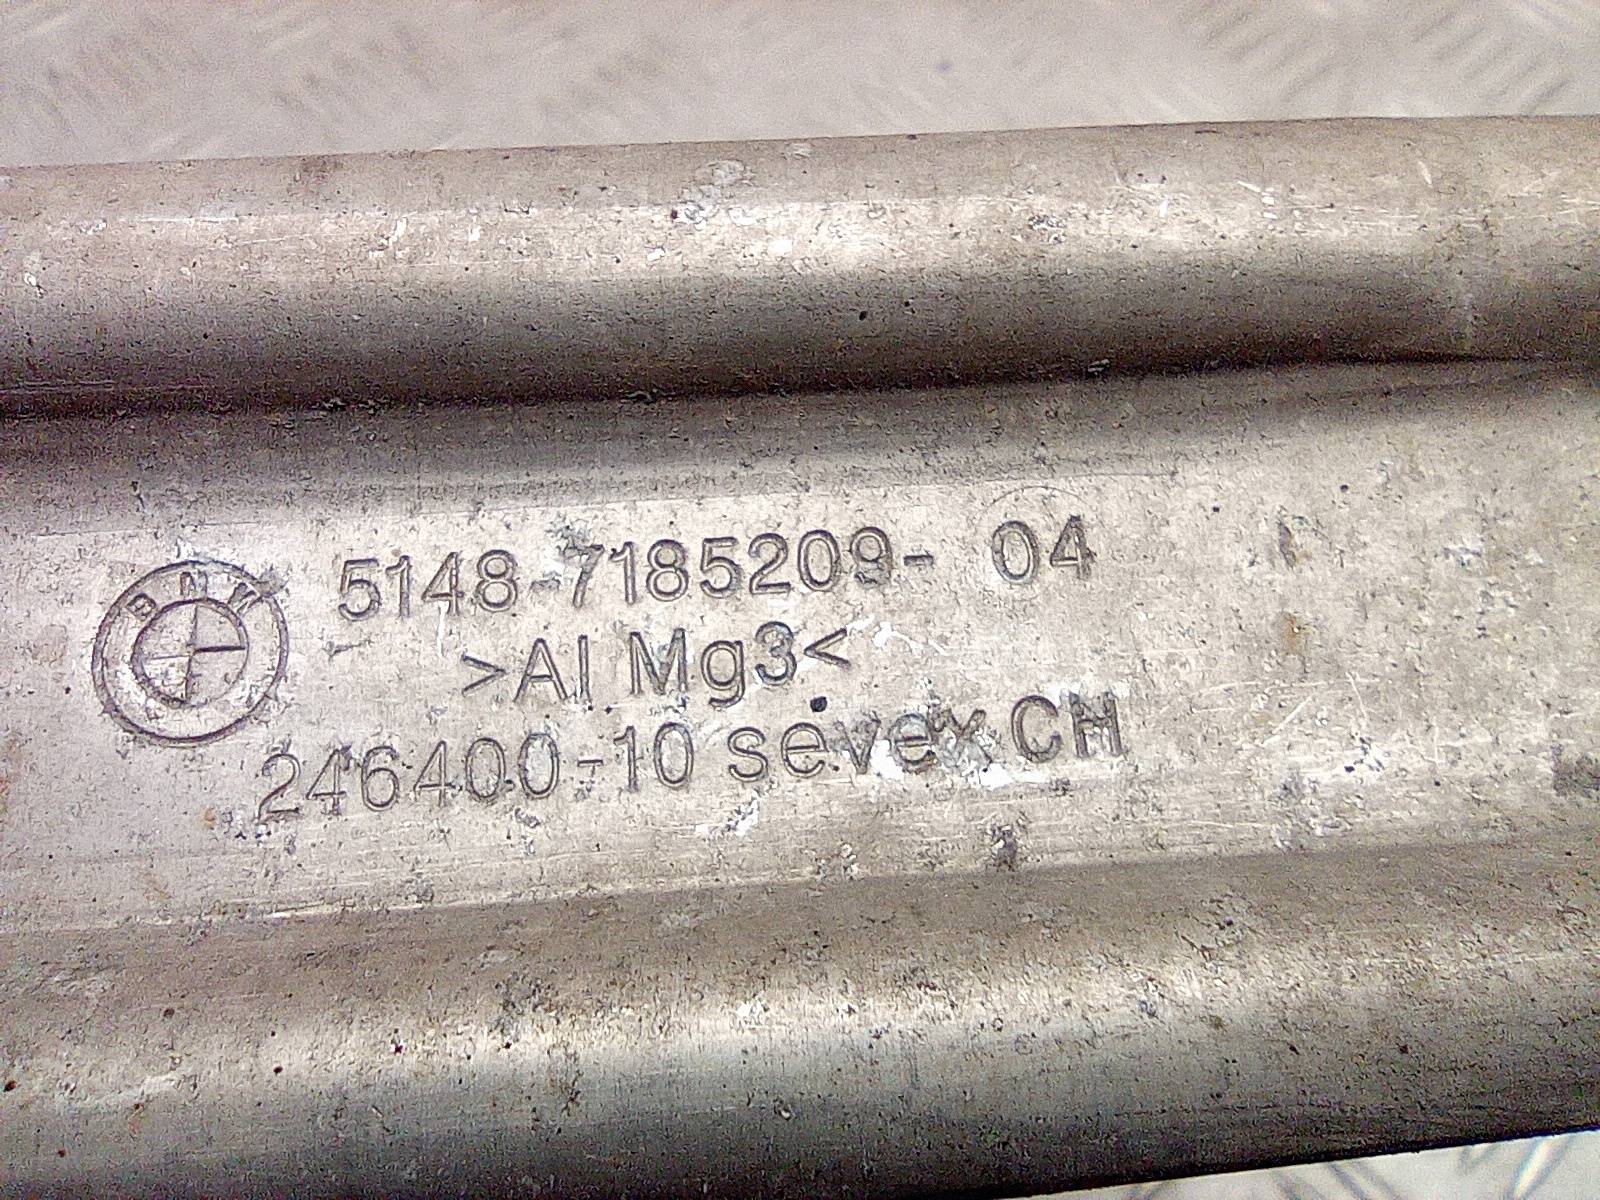 BMW
5148-7185209- 04
>Al Mg3<
246400-10 sevex CH